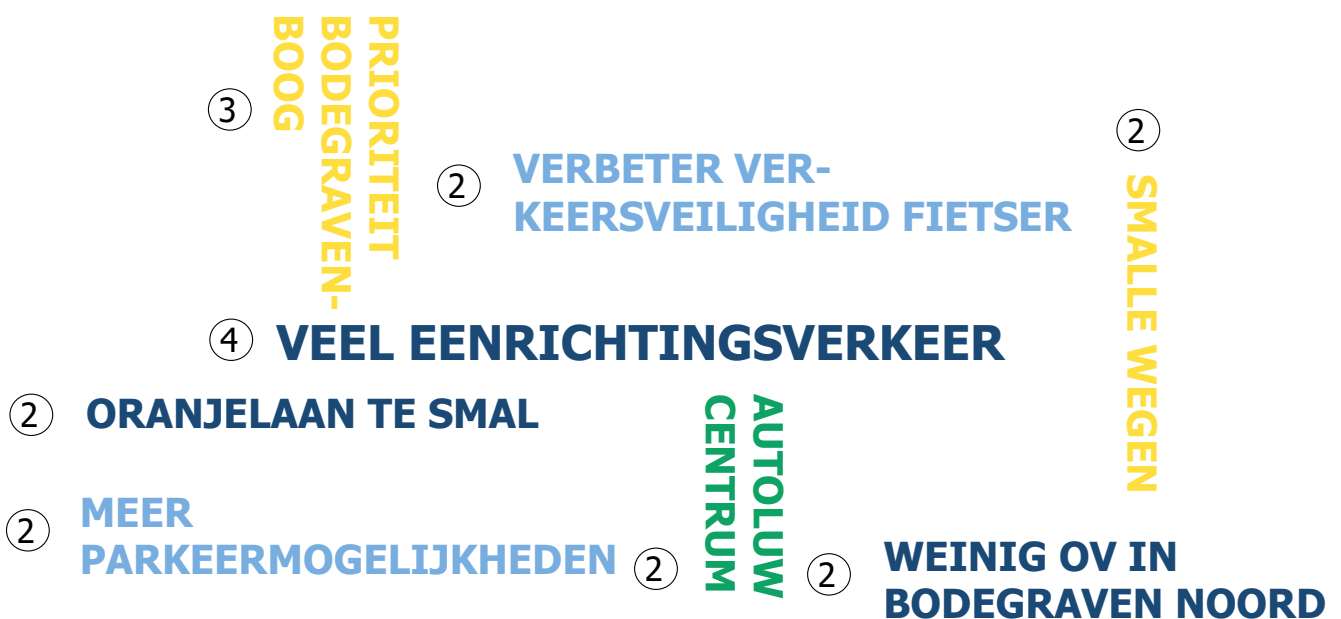 3
PRIORITEIT
BODEGRAVEN-
BOOG
2
VERBETER VER-
KEERSVEILIGHEID FIETSER
2
SMALLE WEGEN
4
VEEL EENRICHTINGSVERKEER
2
ORANJELAAN TE SMAL
2
MEER
PARKEERMOGELIJKHEDEN
2
AUTOLUW
CENTRUM
2
WEINIG OV IN
BODEGRAVEN NOORD